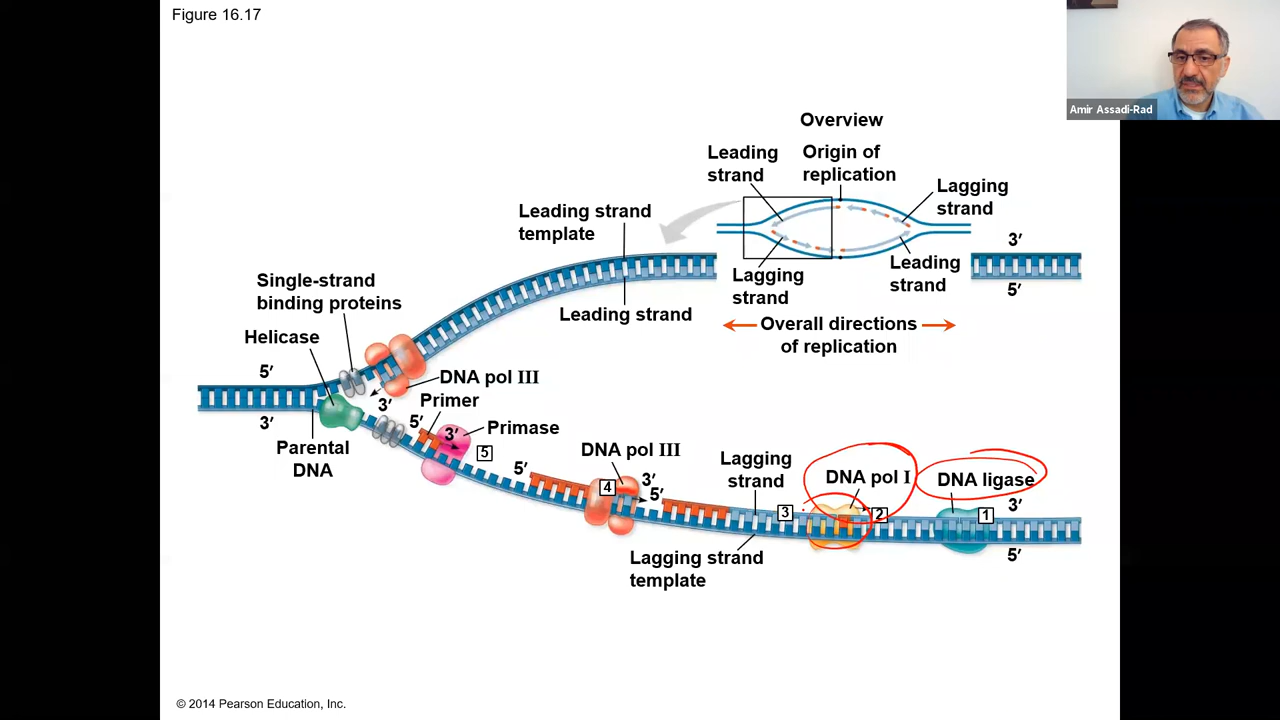 Figure 16.17
Amir Assadi-Rad
Overview
Leading
strand
Origin of
replication
Lagging
strand
Leading strand
template
3′
5′
Lagging
strand
Leading
strand
Single-strand
binding proteins
Leading strand
Overall directions
of replication
Helicase
5′
3′
DNA pol III
3′
Primer
5′
3′
Primase
5
Parental
DNA
DNA pol III
5′
4
3′
5′
Lagging
strand
3
DNA pol I
2
DNA ligase
1
3′
5′
Lagging strand
template
© 2014 Pearson Education, Inc.